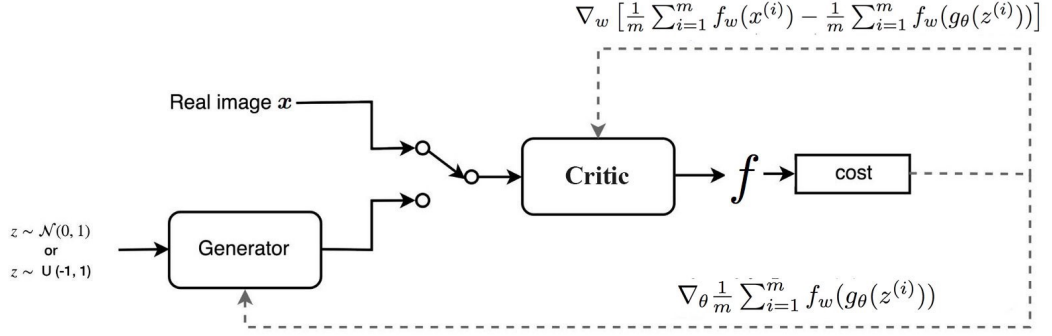 ∇_w [1/m ∑_{i=1}^{m} f_w(x^{(i)}) − 1/m ∑_{i=1}^{m} f_w(g_θ(z^{(i)}))]
Real image x
Critic
f
cost
z ∼ 𝒩(0, 1)
or
z ∼ U (-1, 1)
Generator
∇_θ 1/m ∑_{i=1}^{m} f_w(g_θ(z^{(i)}))